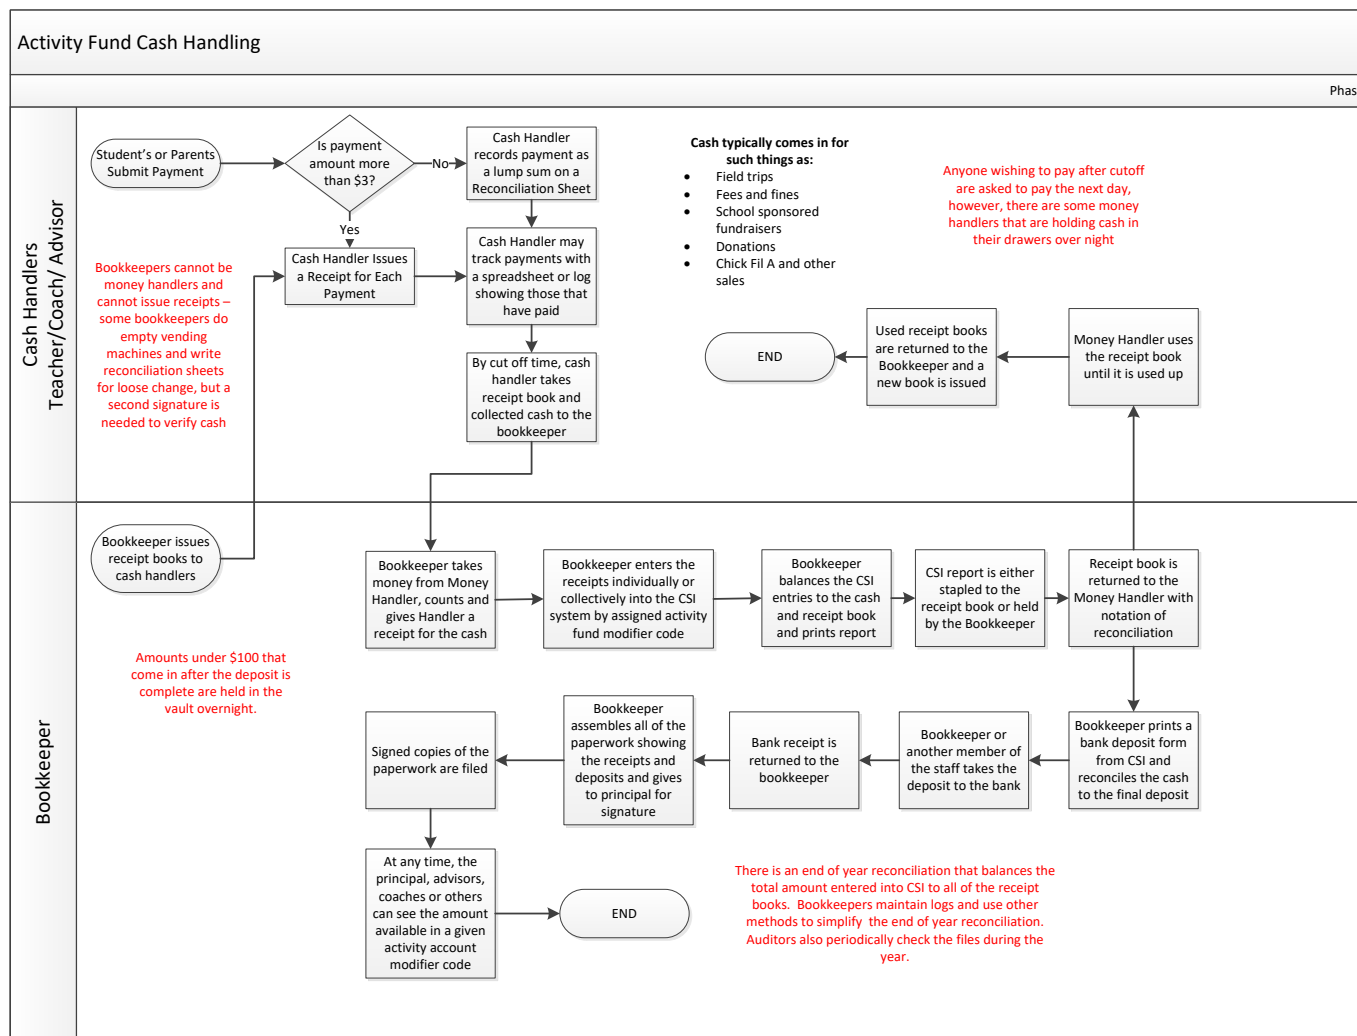 Activity Fund Cash Handling
Phas
Cash Handlers
Teacher/Coach/ Advisor
Student's or Parents
Submit Payment
Is payment
amount more
than $3?
No
Yes
Cash Handler
records payment as
a lump sum on a
Reconciliation Sheet
Cash Handler Issues
a Receipt for Each
Payment
Cash Handler may
track payments with
a spreadsheet or log
showing those that
have paid
By cut off time, cash
handler takes
receipt book and
collected cash to the
bookkeeper
Bookkeepers cannot be
money handlers and
cannot issue receipts –
some bookkeepers do
empty vending
machines and write
reconciliation sheets
for loose change, but a
second signature is
needed to verify cash
Cash typically comes in for
such things as:
• Field trips
• Fees and fines
• School sponsored
fundraisers
• Donations
• Chick Fil A and other
sales
Anyone wishing to pay after cutoff
are asked to pay the next day,
however, there are some money
handlers that are holding cash in
their drawers over night
END
Used receipt books
are returned to the
Bookkeeper and a
new book is issued
Money Handler uses
the receipt book
until it is used up
Bookkeeper
Bookkeeper issues
receipt books to
cash handlers
Bookkeeper takes
money from Money
Handler, counts and
gives Handler a
receipt for the cash
Bookkeeper enters the
receipts individually or
collectively into the CSI
system by assigned activity
fund modifier code
Bookkeeper
balances the CSI
entries to the cash
and receipt book
and prints report
CSI report is either
stapled to the
receipt book or held
by the Bookkeeper
Receipt book is
returned to the
Money Handler with
notation of
reconciliation
Amounts under $100 that
come in after the deposit is
complete are held in the
vault overnight.
Signed copies of the
paperwork are filed
Bookkeeper
assembles all of the
paperwork showing
the receipts and
deposits and gives
to principal for
signature
Bank receipt is
returned to the
bookkeeper
Bookkeeper or
another member of
the staff takes the
deposit to the bank
Bookkeeper prints a
bank deposit form
from CSI and
reconciles the cash
to the final deposit
At any time, the
principal, advisors,
coaches or others
can see the amount
available in a given
activity account
modifier code
END
There is an end of year reconciliation that balances the
total amount entered into CSI to all of the receipt
books.  Bookkeepers maintain logs and use other
methods to simplify  the end of year reconciliation.
Auditors also periodically check the files during the
year.